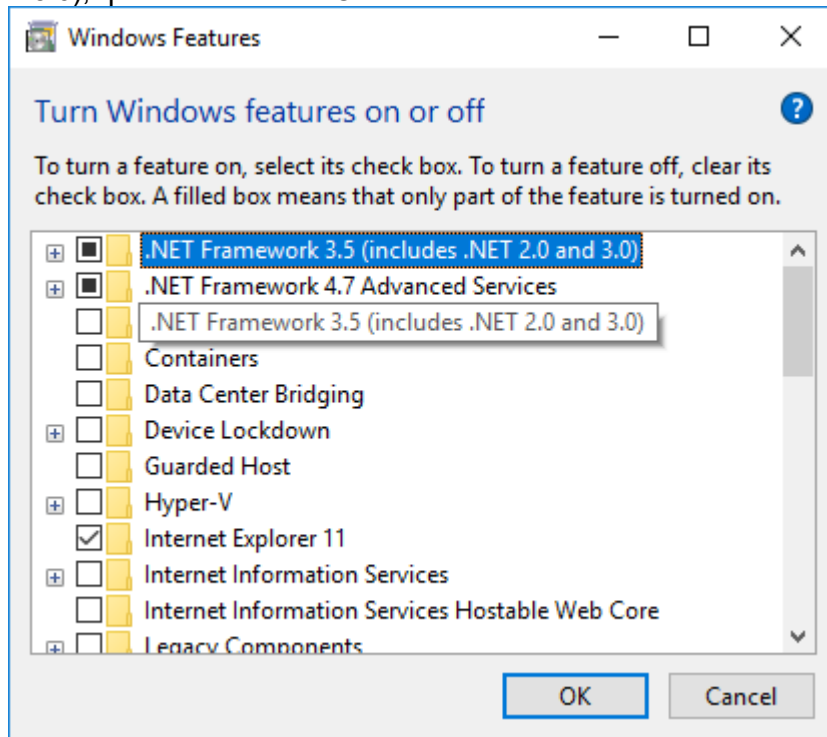 Windows Features
Turn Windows features on or off
To turn a feature on, select its check box. To turn a feature off, clear its
check box. A filled box means that only part of the feature is turned on.
.NET Framework 3.5 (includes .NET 2.0 and 3.0)
.NET Framework 4.7 Advanced Services
.NET Framework 3.5 (includes .NET 2.0 and 3.0)
Containers
Data Center Bridging
Device Lockdown
Guarded Host
Hyper-V
Internet Explorer 11
Internet Information Services
Internet Information Services Hostable Web Core
Legacy Components
OK
Cancel